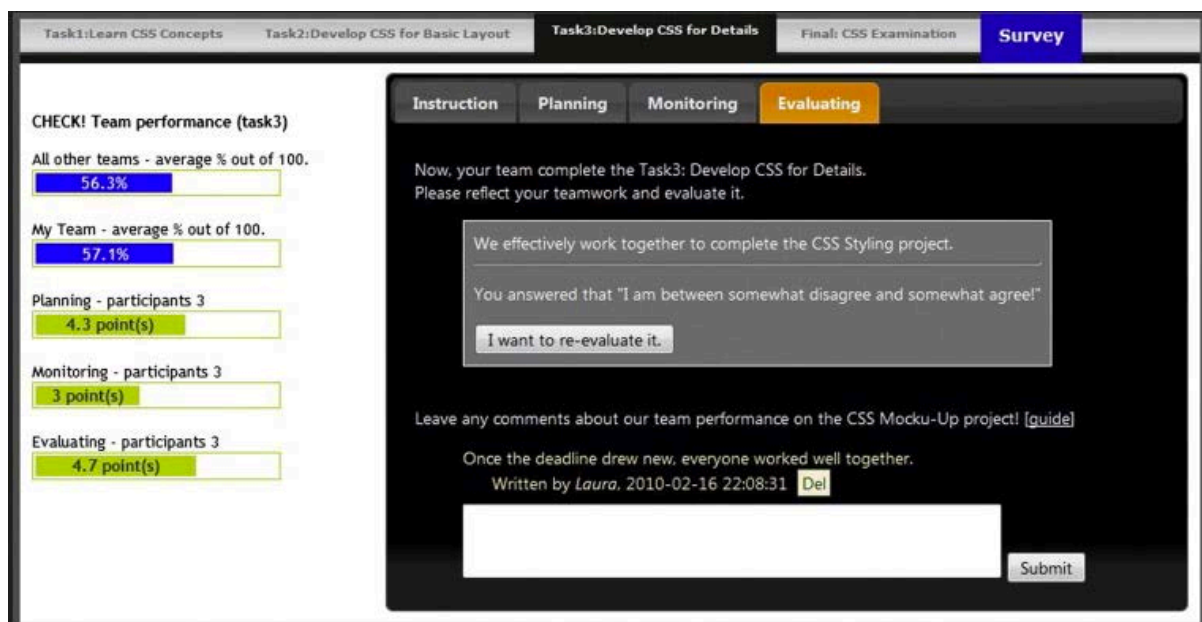 Task1:Learn CSS Concepts
Task2:Develop CSS for Basic Layout
Task3:Develop CSS for Details
Final: CSS Examination
Survey
CHECK! Team performance (task3)
All other teams - average % out of 100.
56.3%
My Team - average % out of 100.
57.1%
Planning - participants 3
4.3 point(s)
Monitoring - participants 3
3 point(s)
Evaluating - participants 3
4.7 point(s)
Instruction
Planning
Monitoring
Evaluating
Now, your team complete the Task3: Develop CSS for Details.
Please reflect your teamwork and evaluate it.
We effectively work together to complete the CSS Styling project.
You answered that "I am between somewhat disagree and somewhat agree!"
I want to re-evaluate it.
Leave any comments about our team performance on the CSS Mocku-Up project! [guide]
Once the deadline drew new, everyone worked well together.
Written by Laura, 2010-02-16 22:08:31 Del
Submit